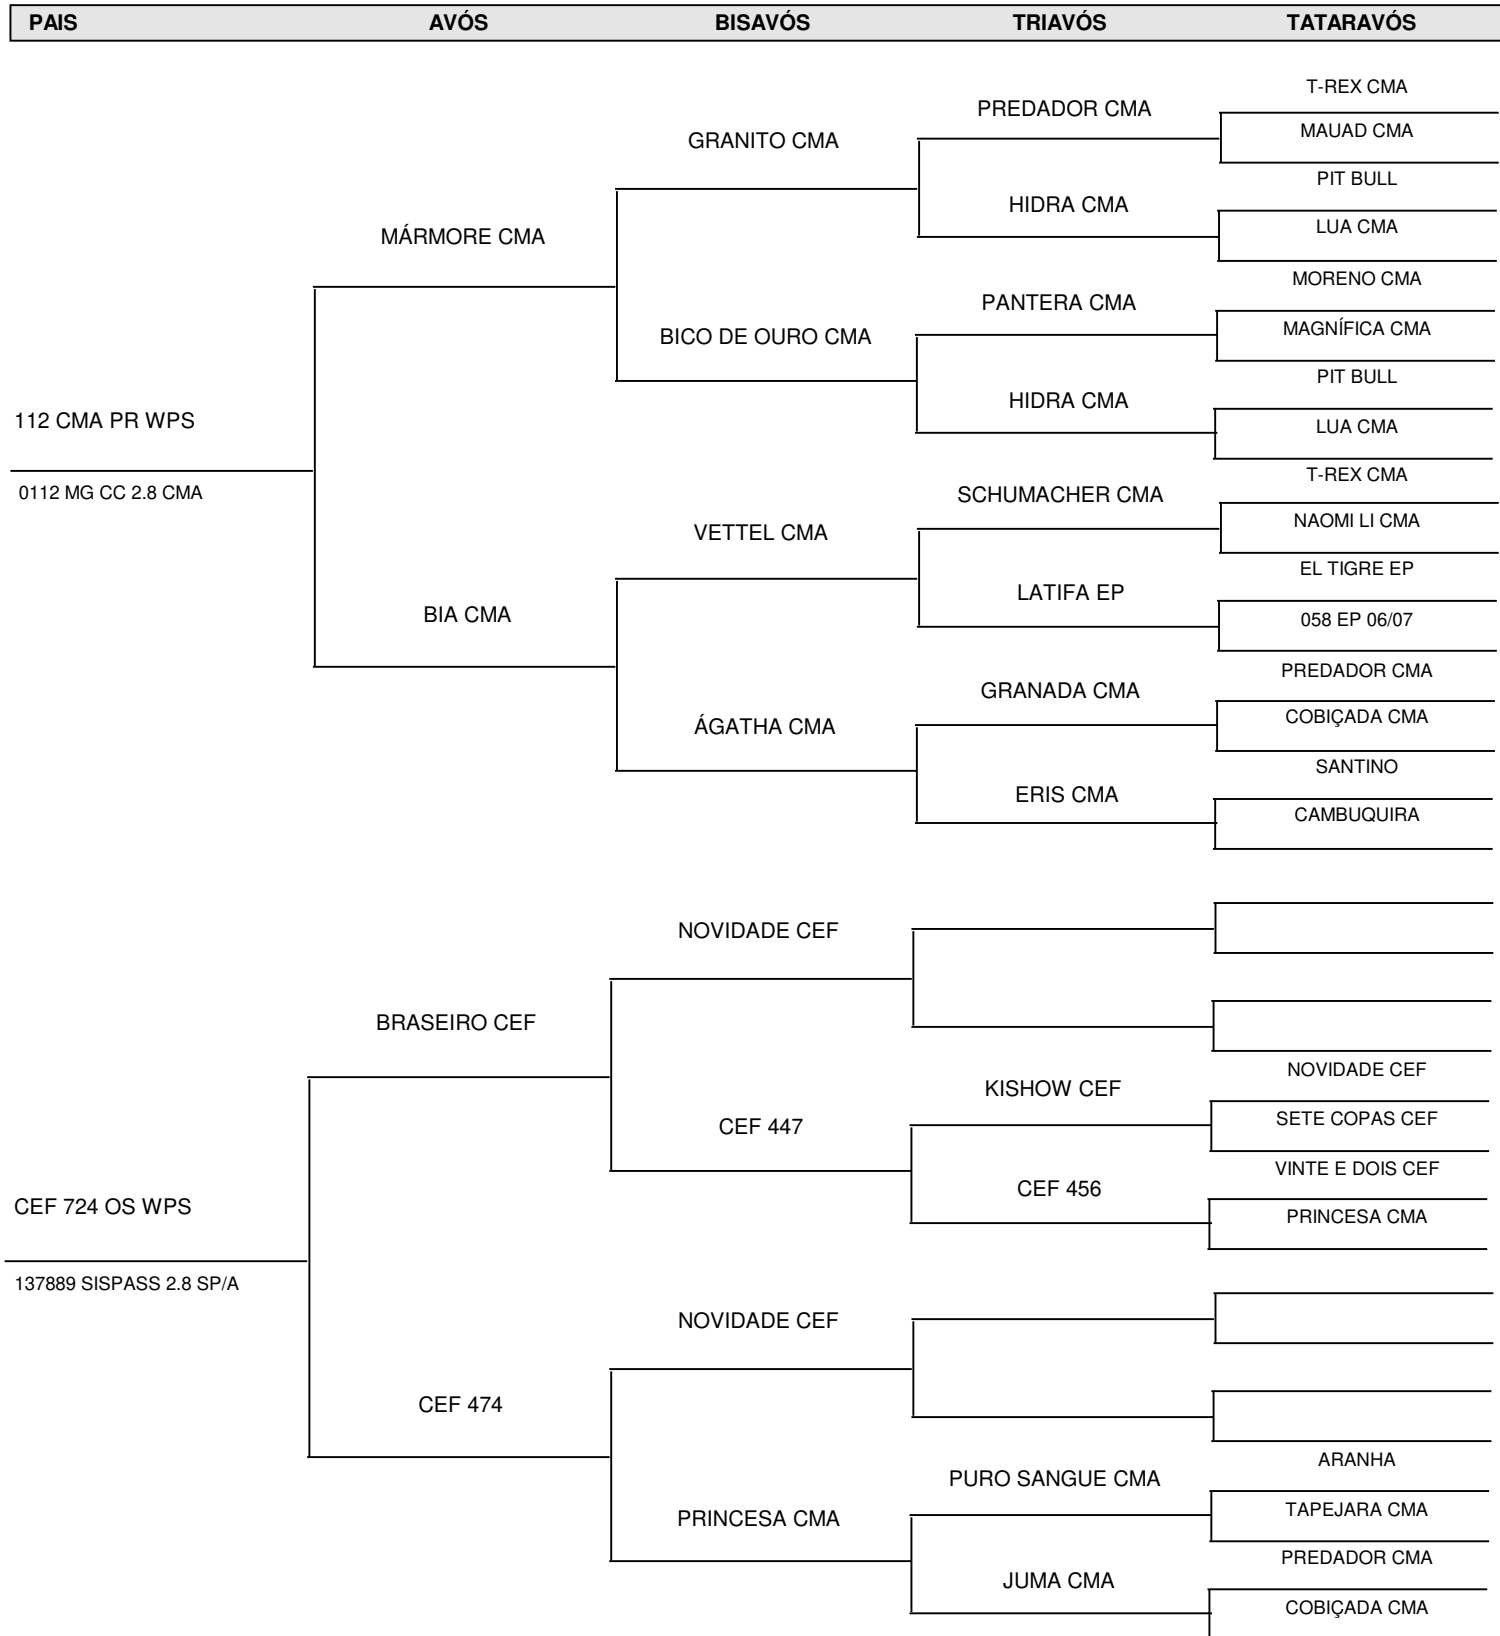 PAIS AVÓS BISAVÓS TRIAVÓS TATARAVÓS
T-REX CMA
PREDADOR CMA
MAUAD CMA
GRANITO CMA
PIT BULL
HIDRA CMA
LUA CMA
MÁRMORE CMA
MORENO CMA
PANTERA CMA
MAGNÍFICA CMA
BICO DE OURO CMA
PIT BULL
HIDRA CMA
112 CMA PR WPS
LUA CMA
T-REX CMA
0112 MG CC 2.8 CMA
SCHUMACHER CMA
NAOMI LI CMA
VETTEL CMA
EL TIGRE EP
LATIFA EP
BIA CMA
058 EP 06/07
PREDADOR CMA
GRANADA CMA
COBIÇADA CMA
ÁGATHA CMA
SANTINO
ERIS CMA
CAMBUQUIRA
NOVIDADE CEF
BRASEIRO CEF
NOVIDADE CEF
KISHOW CEF
SETE COPAS CEF
CEF 447
VINTE E DOIS CEF
CEF 456
CEF 724 OS WPS
PRINCESA CMA
137889 SISPASS 2.8 SP/A
NOVIDADE CEF
CEF 474
ARANHA
PURO SANGUE CMA
TAPEJARA CMA
PRINCESA CMA
PREDADOR CMA
JUMA CMA
COBIÇADA CMA